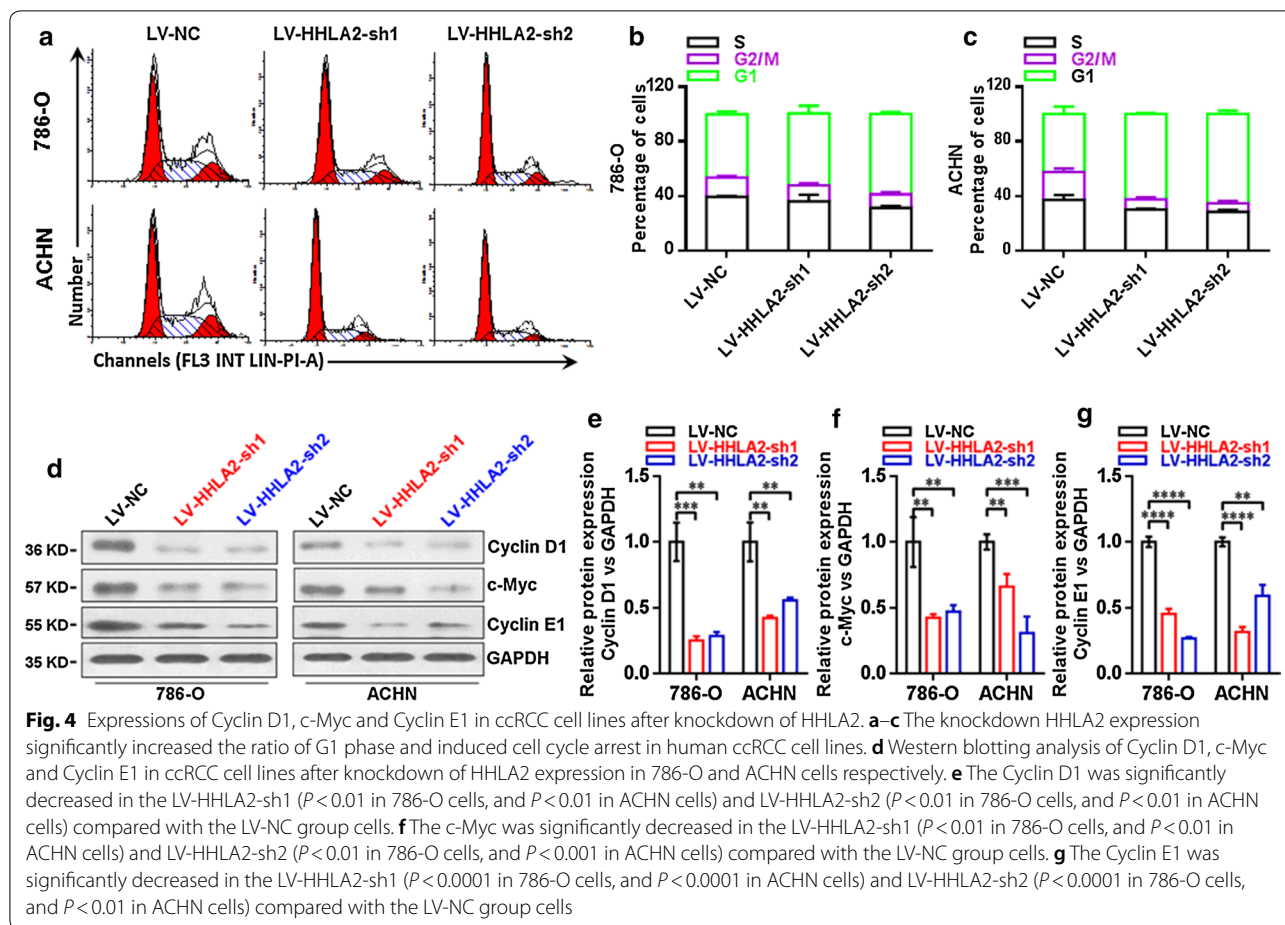 a
LV-NC LV-HHLA2-sh1 LV-HHLA2-sh2
786-O
ACHN
Number
Channels (FL3 INT LIN-PI-A)
b
S
G2/M
G1
120
80
40
0
786-O
Percentage of cells
LV-NC
LV-HHLA2-sh1
LV-HHLA2-sh2
c
S
G2/M
G1
120
80
40
0
ACHN
Percentage of cells
LV-NC
LV-HHLA2-sh1
LV-HHLA2-sh2
d
LV-NC
LV-HHLA2-sh1
LV-HHLA2-sh2
LV-NC
LV-HHLA2-sh1
LV-HHLA2-sh2
36 KD- Cyclin D1
57 KD- c-Myc
55 KD- Cyclin E1
35 KD- GAPDH
786-O ACHN
e
LV-NC
LV-HHLA2-sh1
LV-HHLA2-sh2
Relative protein expression
Cyclin D1 vs GAPDH
1.5
1.0
0.5
0.0
** **
*** **
786-O ACHN
f
LV-NC
LV-HHLA2-sh1
LV-HHLA2-sh2
Relative protein expression
c-Myc vs GAPDH
1.5
1.0
0.5
0.0
** ***
** **
786-O ACHN
g
LV-NC
LV-HHLA2-sh1
LV-HHLA2-sh2
Relative protein expression
Cyclin E1 vs GAPDH
1.5
1.0
0.5
0.0
**** **
**** ****
786-O ACHN
Fig. 4 Expressions of Cyclin D1, c-Myc and Cyclin E1 in ccRCC cell lines after knockdown of HHLA2. a–c The knockdown HHLA2 expression
significantly increased the ratio of G1 phase and induced cell cycle arrest in human ccRCC cell lines. d Western blotting analysis of Cyclin D1, c-Myc
and Cyclin E1 in ccRCC cell lines after knockdown of HHLA2 expression in 786-O and ACHN cells respectively. e The Cyclin D1 was significantly
decreased in the LV-HHLA2-sh1 (P < 0.01 in 786-O cells, and P < 0.01 in ACHN cells) and LV-HHLA2-sh2 (P < 0.01 in 786-O cells, and P < 0.01 in ACHN
cells) compared with the LV-NC group cells. f The c-Myc was significantly decreased in the LV-HHLA2-sh1 (P < 0.01 in 786-O cells, and P < 0.01 in
ACHN cells) and LV-HHLA2-sh2 (P < 0.01 in 786-O cells, and P < 0.001 in ACHN cells) compared with the LV-NC group cells. g The Cyclin E1 was
significantly decreased in the LV-HHLA2-sh1 (P < 0.0001 in 786-O cells, and P < 0.0001 in ACHN cells) and LV-HHLA2-sh2 (P < 0.0001 in 786-O cells,
and P < 0.01 in ACHN cells) compared with the LV-NC group cells